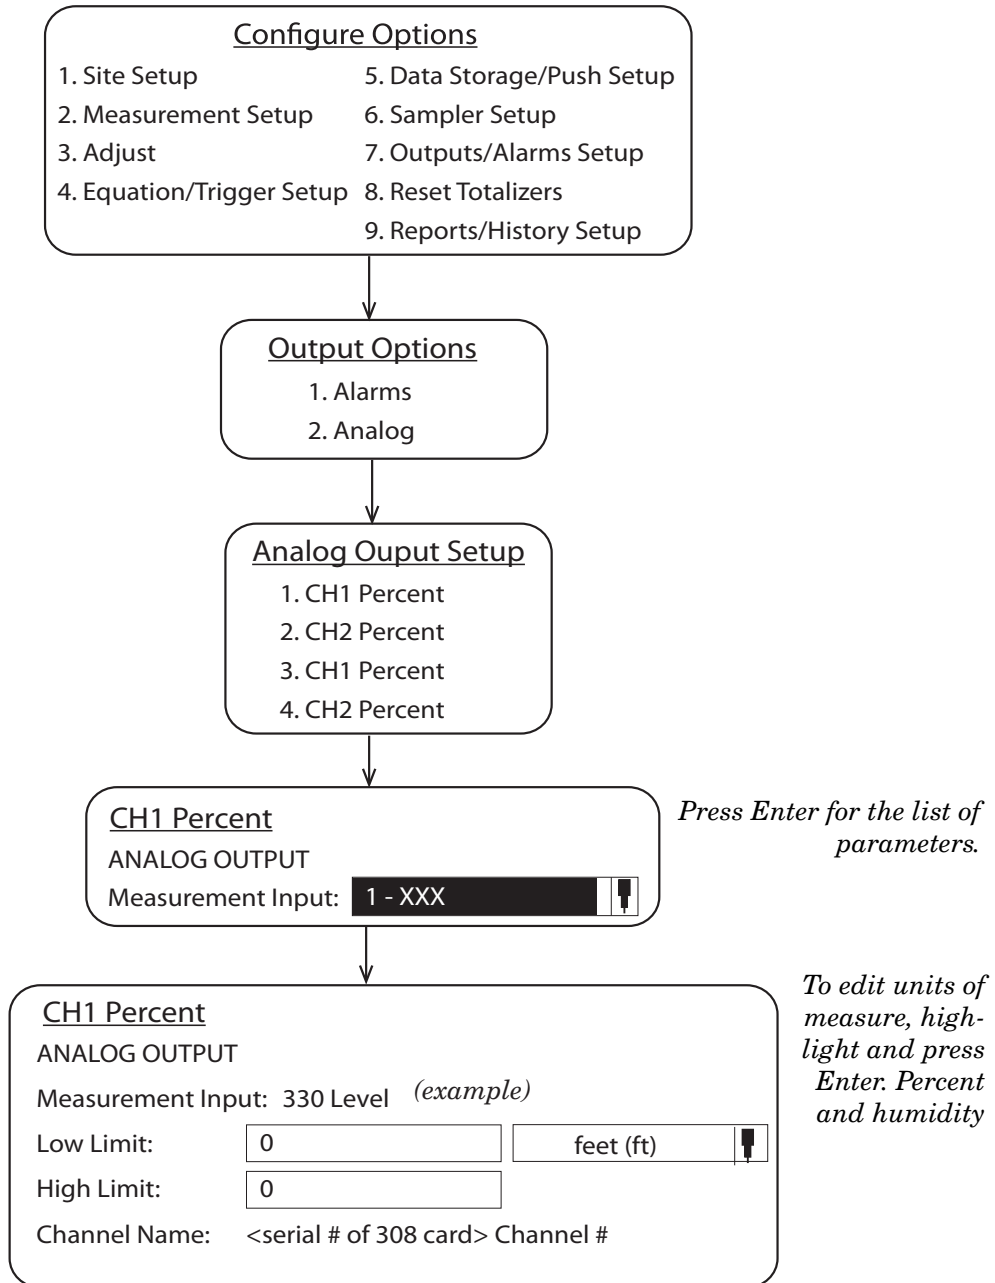 Configure Options
1. Site Setup
2. Measurement Setup
3. Adjust
4. Equation/Trigger Setup
5. Data Storage/Push Setup
6. Sampler Setup
7. Outputs/Alarms Setup
8. Reset Totalizers
9. Reports/History Setup
Output Options
1. Alarms
2. Analog
Analog Ouput Setup
1. CH1 Percent
2. CH2 Percent
3. CH1 Percent
4. CH2 Percent
CH1 Percent
ANALOG OUTPUT
Measurement Input: 1 - XXX
Press Enter for the list of
parameters.
CH1 Percent
ANALOG OUTPUT
Measurement Input: 330 Level (example)
Low Limit: 0 feet (ft)
High Limit: 0
Channel Name: <serial # of 308 card> Channel #
To edit units of
measure, high-
light and press
Enter. Percent
and humidity